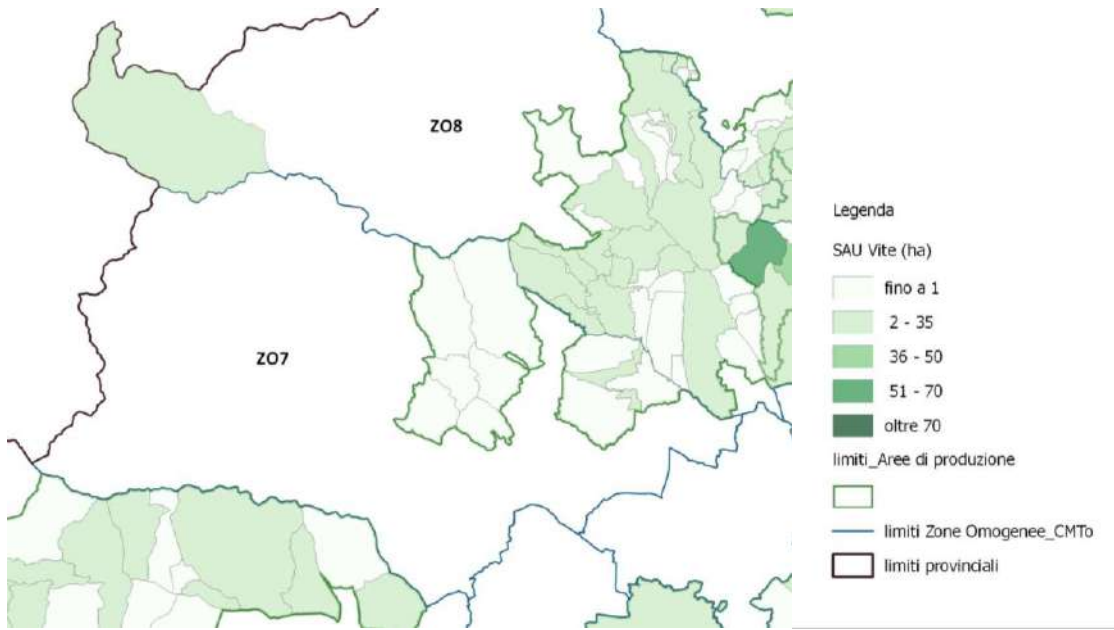 ZO8
ZO7
Legenda
SAU Vite (ha)
fino a 1
2 - 35
36 - 50
51 - 70
oltre 70
limiti_Aree di produzione
limiti Zone Omogenee_CMTo
limiti provinciali